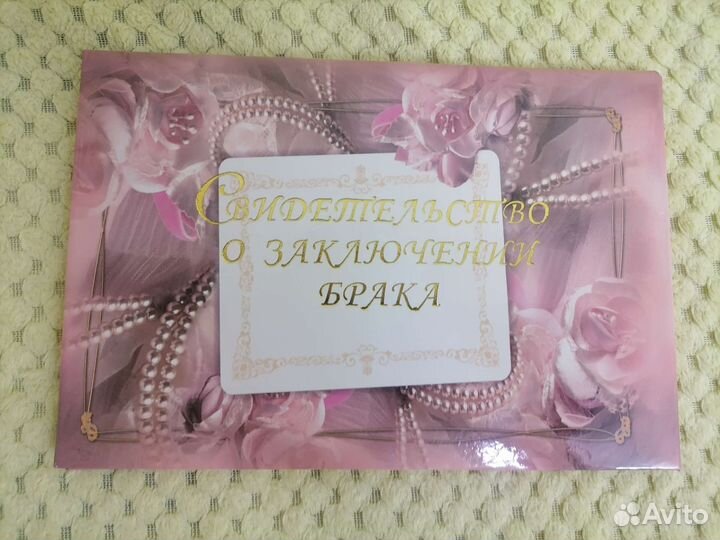 Свидетельство
о заключении
брака
Avito